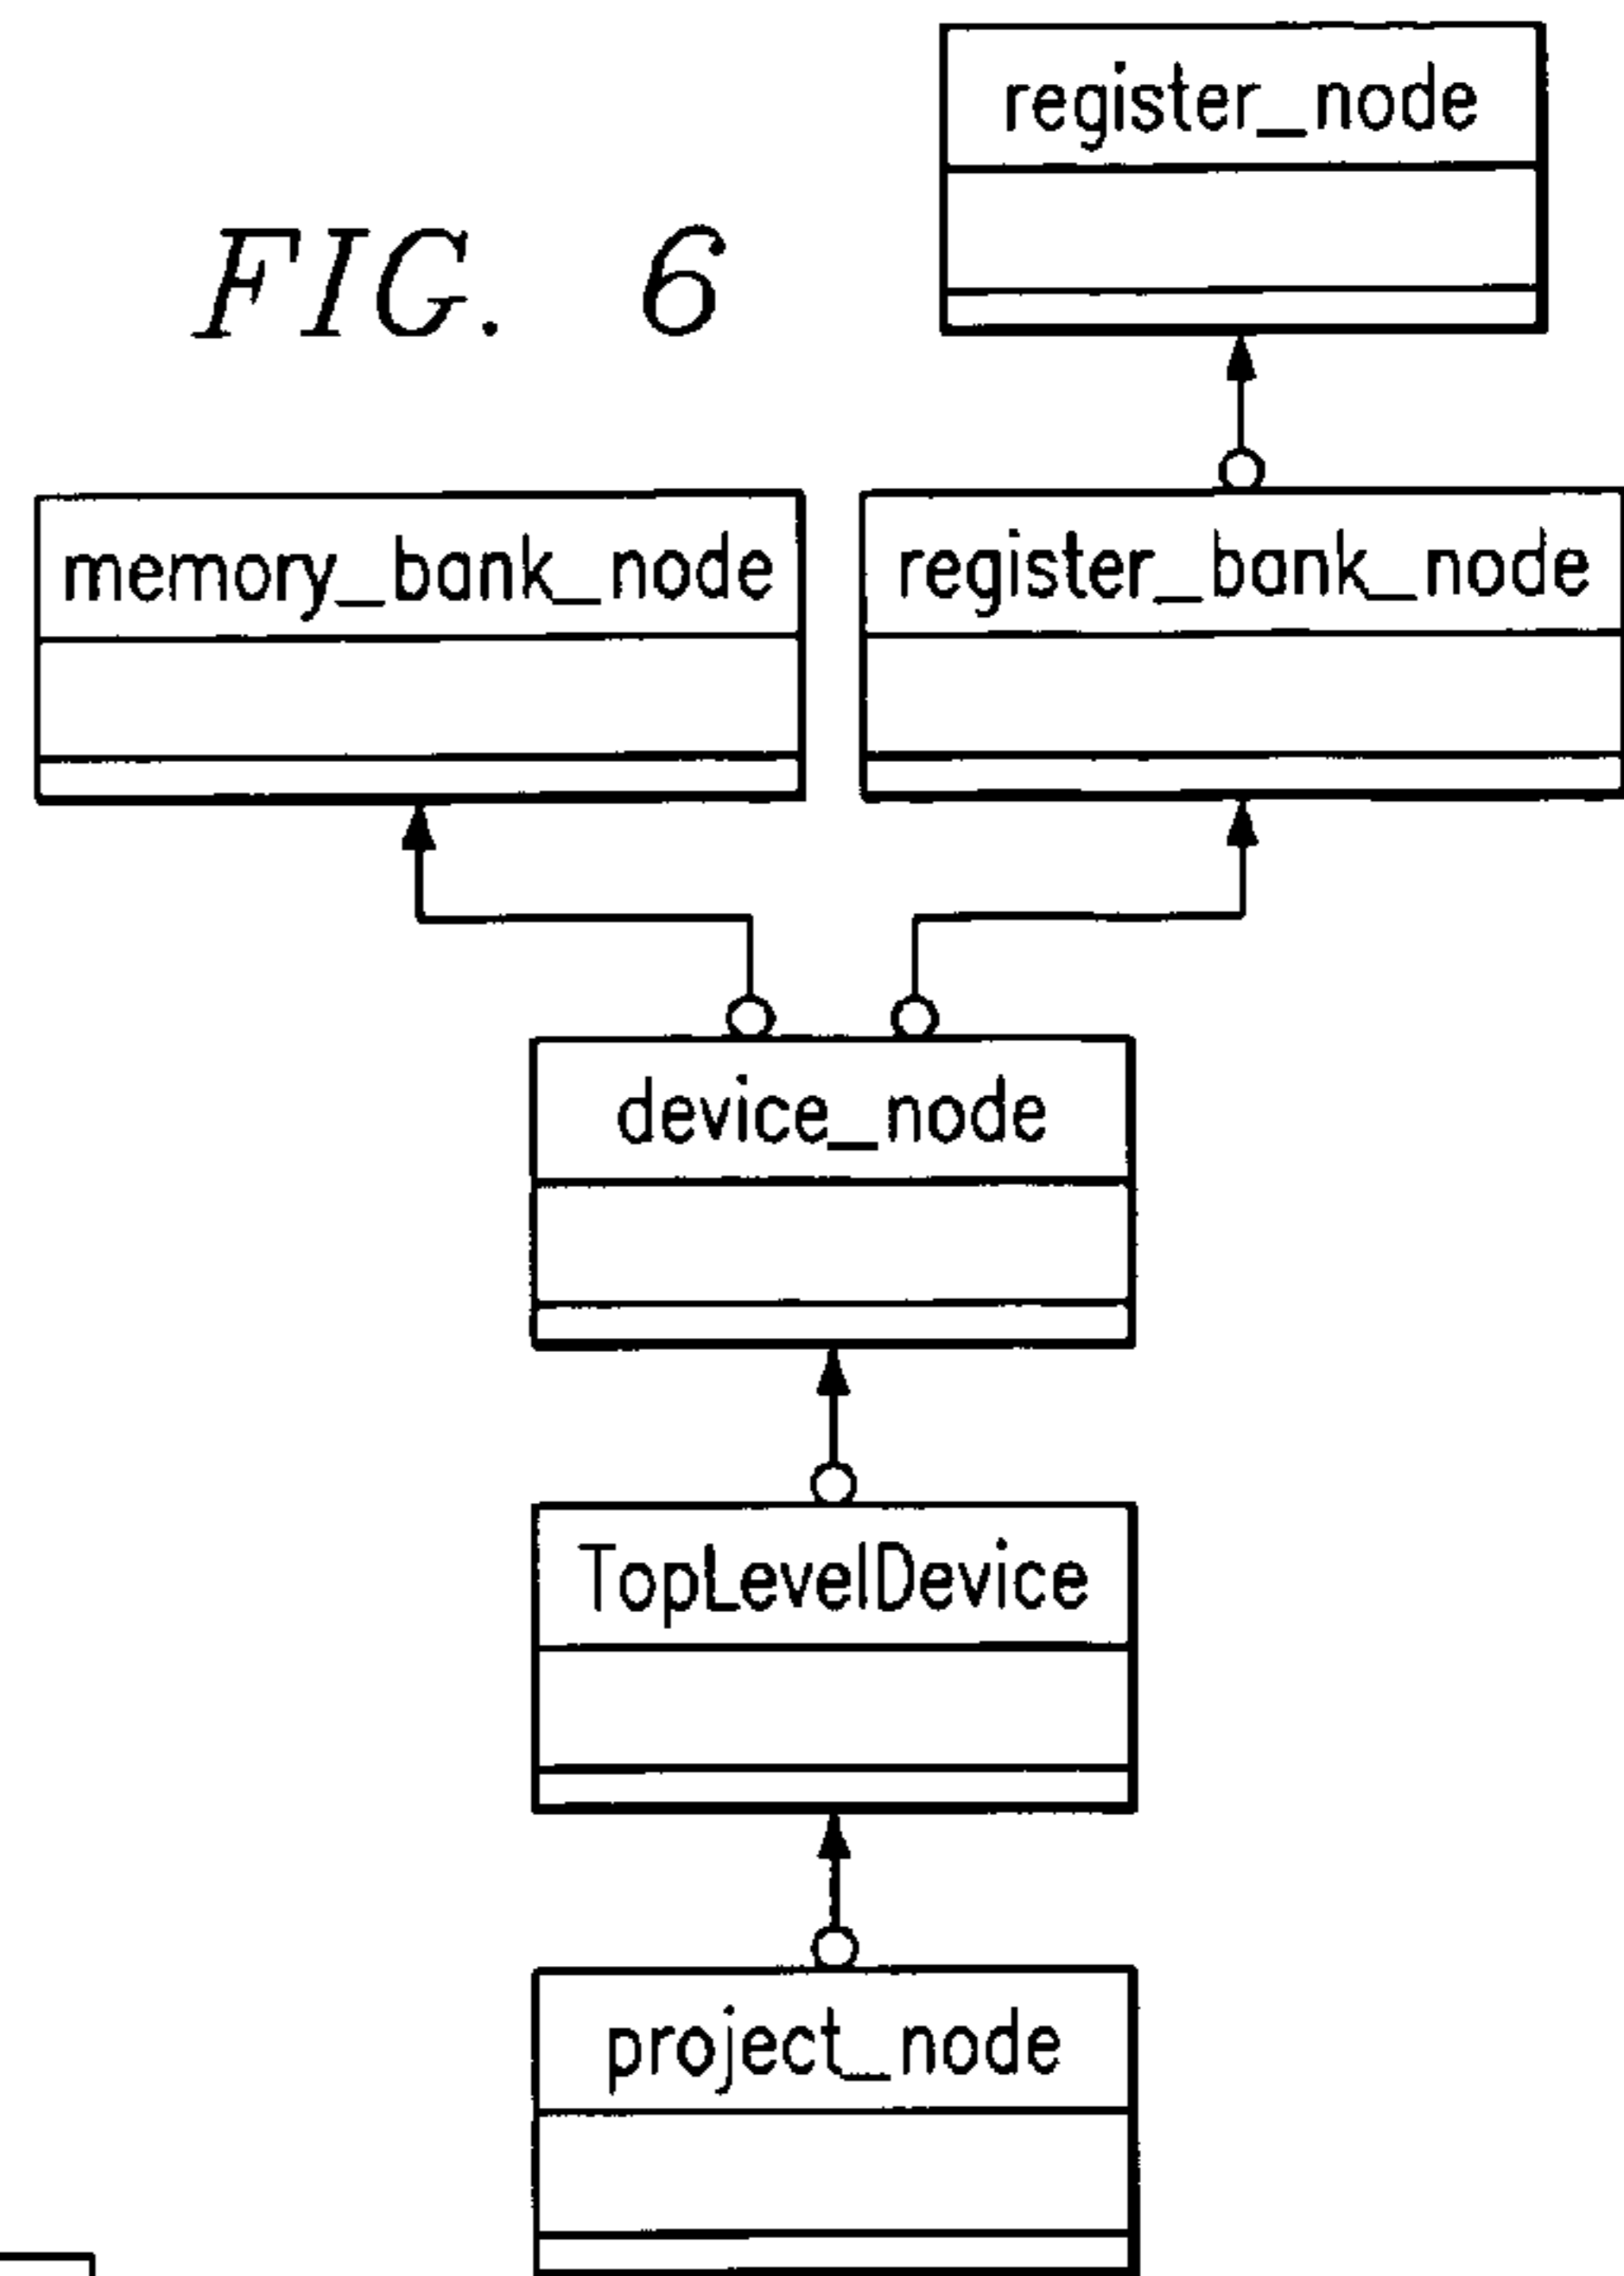 register_node
FIG. 6
memory_bank_node
register_bank_node
device_node
TopLevelDevice
project_node